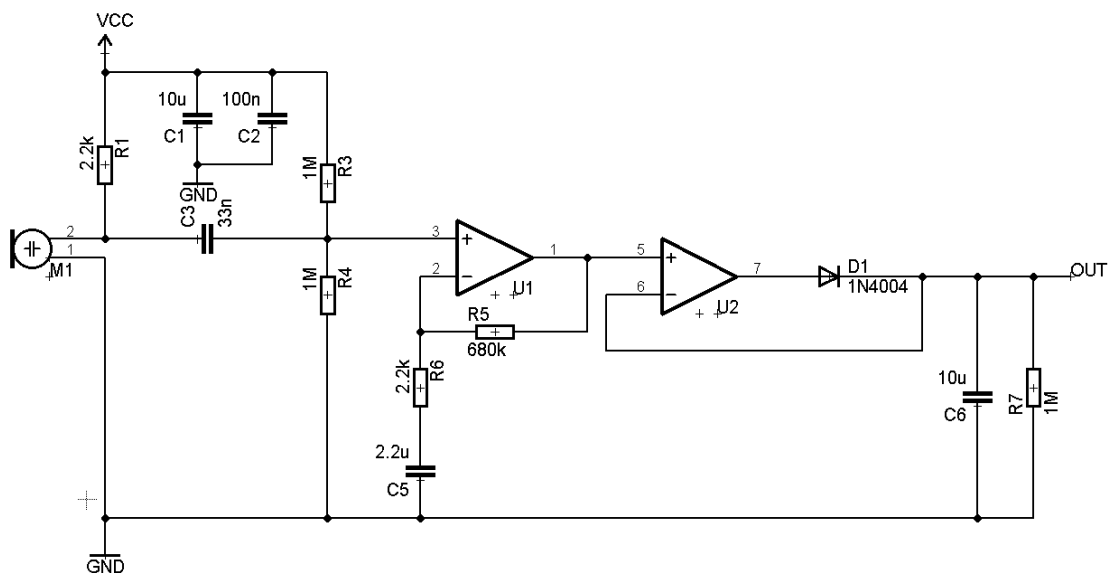 VCC
10u
C1
100n
C2
2.2k
R1
1M
R3
GND
C3
33n
2
1
M1
3
2
1
U1
5
6
7
U2
D1
1N4004
OUT
1M
R4
R5
680k
2.2k
R6
10u
C6
R7
1M
2.2u
C5
GND